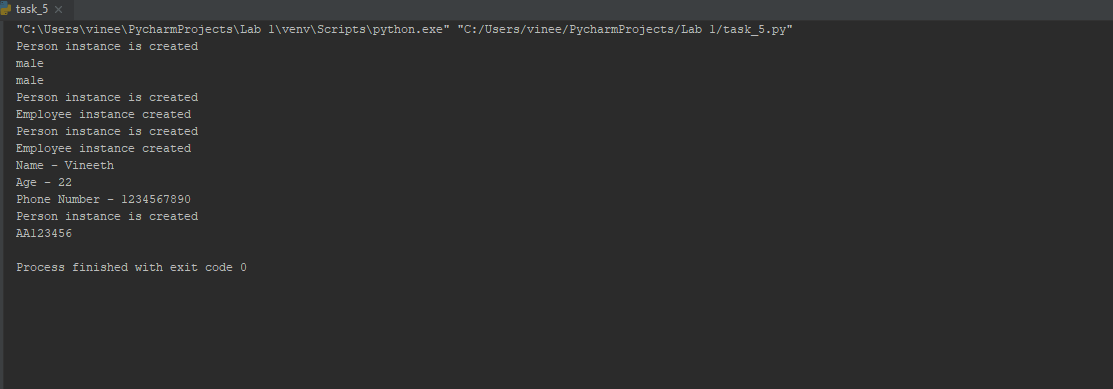 task_5
"C:\Users\vinee\PycharmProjects\Lab 1\venv\Scripts\python.exe" "C:/Users/vinee/PycharmProjects/Lab 1/task_5.py"
Person instance is created
male
male
Person instance is created
Employee instance created
Person instance is created
Employee instance created
Name - Vineeth
Age - 22
Phone Number - 1234567890
Person instance is created
AA123456
Process finished with exit code 0